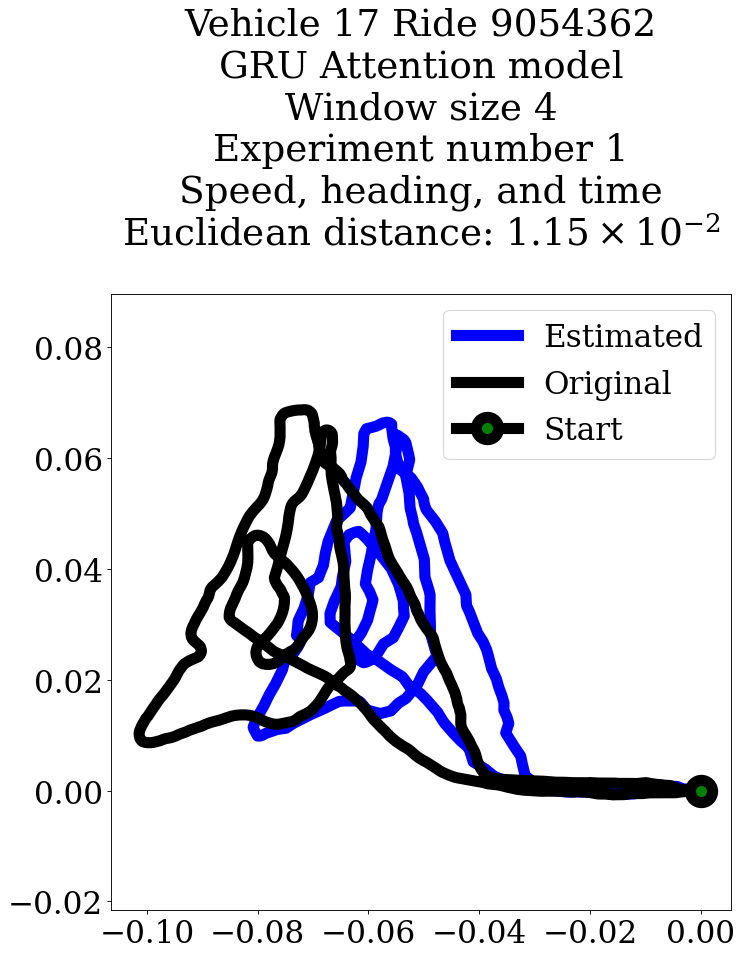 Vehicle 17 Ride 9054362
GRU Attention model
Window size 4
Experiment number 1
Speed, heading, and time
Euclidean distance: 1.15 × 10⁻²
Estimated
Original
Start
0.08
0.06
0.04
0.02
0.00
−0.02
−0.10 −0.08 −0.06 −0.04 −0.02 0.00